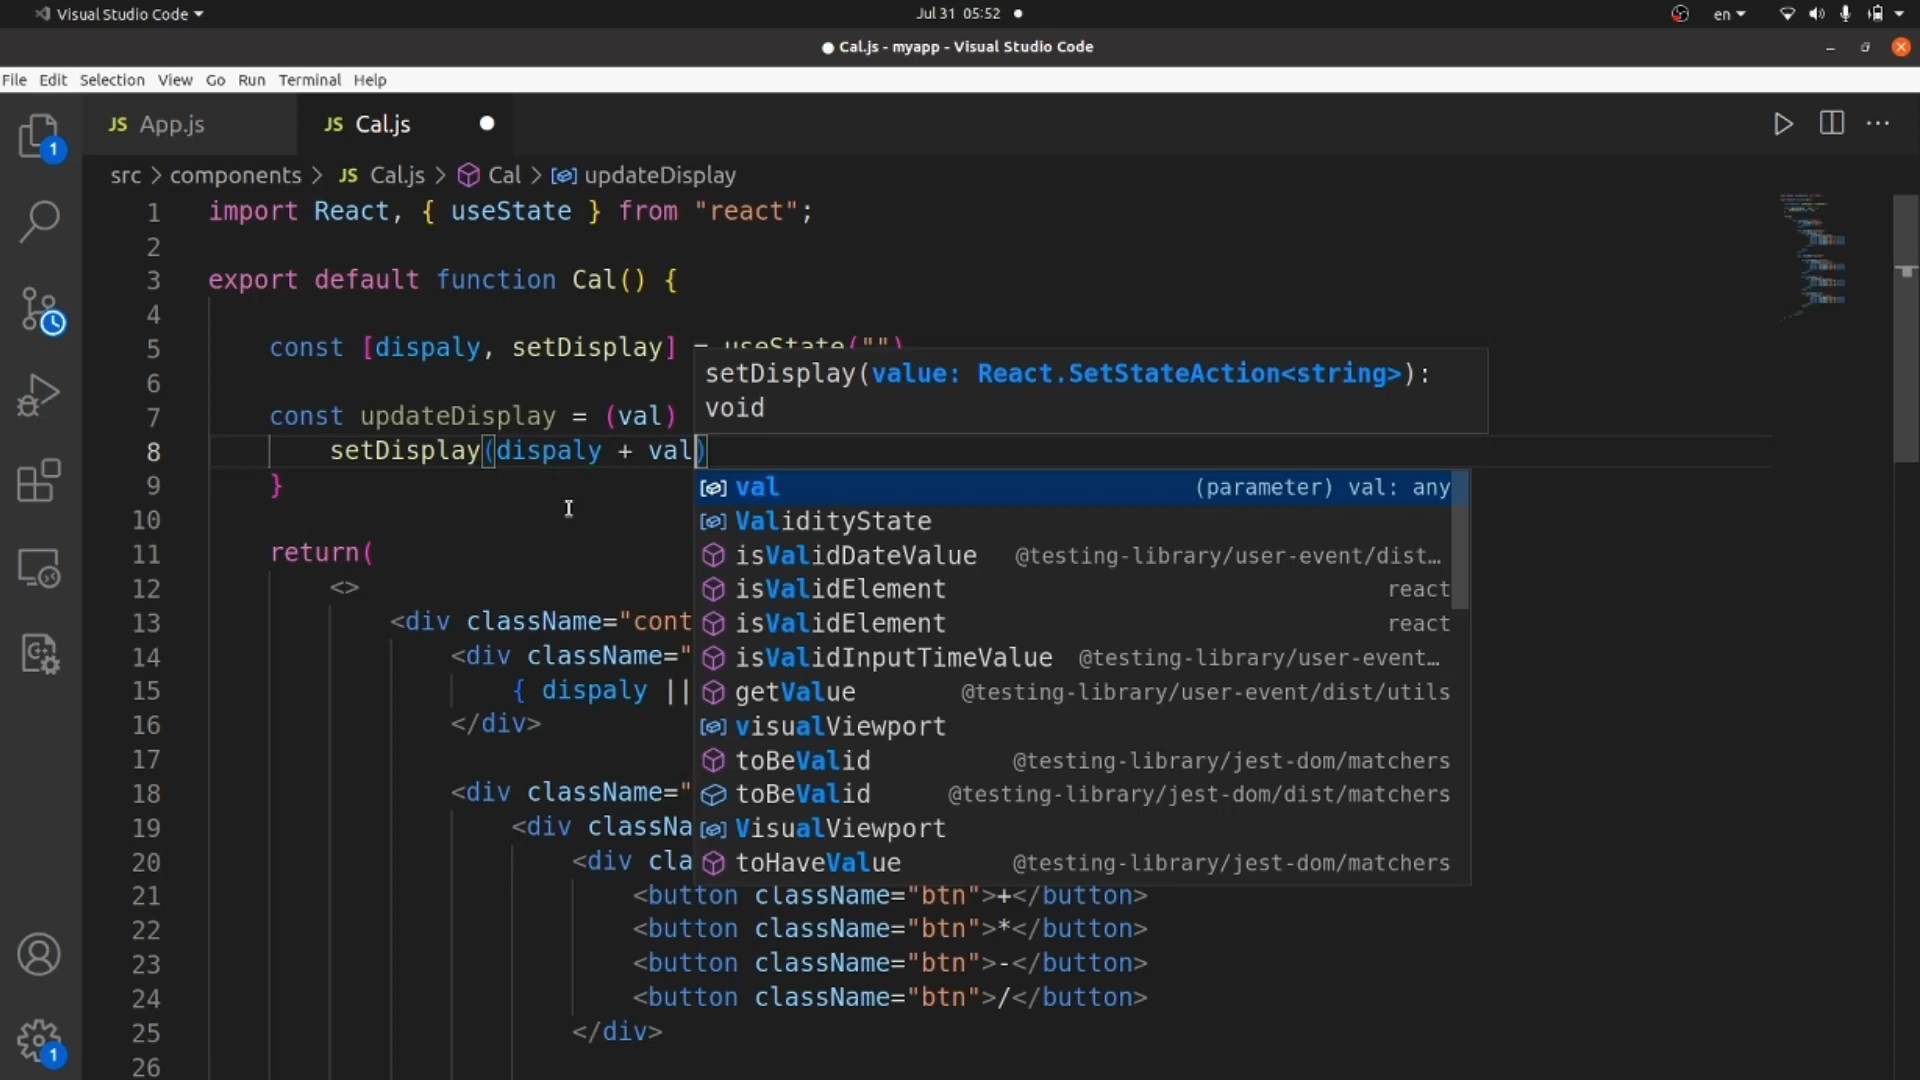 Visual Studio Code
Jul 31 05:52
en
● Cal.js - myapp - Visual Studio Code
File Edit Selection View Go Run Terminal Help
1
JS App.js
JS Cal.js
src > components > JS Cal.js > Cal > updateDisplay
1 import React, { useState } from "react";
2
3 export default function Cal() {
4
5 const [dispaly, setDisplay] = useState("")
setDisplay(value: React.SetStateAction<string>):
void
6
7 const updateDisplay = (val)
8 setDisplay(dispaly + val)
9 }
val (parameter) val: any
10
ValidityState
11 return(
isValidDateValue @testing-library/user-event/dist…
12 <>
isValidElement react
13 <div className="cont
isValidElement react
14 <div className="
isValidInputTimeValue @testing-library/user-event…
15 { dispaly ||
getValue @testing-library/user-event/dist/utils
16 </div>
visualViewport
17
toBeValid @testing-library/jest-dom/matchers
18 <div className="
toBeValid @testing-library/jest-dom/dist/matchers
19 <div classNa
VisualViewport
20 <div cla
toHaveValue @testing-library/jest-dom/matchers
21 <button className="btn">+</button>
22 <button className="btn">*</button>
23 <button className="btn">-</button>
24 <button className="btn">/</button>
25 </div>
26
1